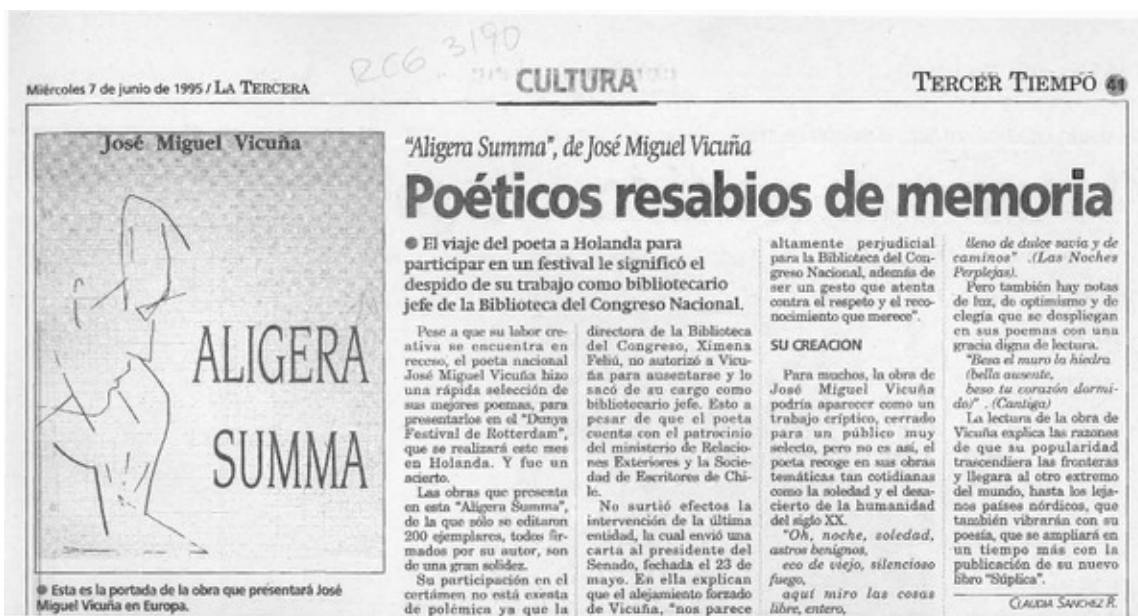 RCG 3190
Miércoles 7 de junio de 1995 / LA TERCERA
CULTURA
TERCER TIEMPO 41
José Miguel Vicuña
ALIGERA
SUMMA
Esta es la portada de la obra que presentará José
Miguel Vicuña en Europa.
"Aligera Summa", de José Miguel Vicuña
Poéticos resabios de memoria
El viaje del poeta a Holanda para
participar en un festival le significó el
despido de su trabajo como bibliotecario
jefe de la Biblioteca del Congreso Nacional.
Pese a que su labor cre-
ativa se encuentra en
receso, el poeta nacional
José Miguel Vicuña hizo
una rápida selección de
sus mejores poemas, para
presentarlos en el "Dunya
Festival de Rotterdam",
que se realizará este mes
en Holanda. Y fue un
acierto.
Las obras que presenta
en esta "Aligera Summa",
de la que sólo se editaron
200 ejemplares, todos fir-
mados por su autor, son
de una gran solidez.
Su participación en el
certámen no está exenta
de polémica ya que la
directora de la Biblioteca
del Congreso, Ximena
Feliú, no autorizó a Vicu-
ña para ausentarse y lo
sacó de su cargo como
bibliotecario jefe. Esto a
pesar de que el poeta
cuenta con el patrocinio
del ministerio de Relacio-
nes Exteriores y la Socie-
dad de Escritores de Chi-
le.
No surtió efectos la
intervención de la última
entidad, la cual envió una
carta al presidente del
Senado, fechada el 23 de
mayo. En ella explican
que el alejamiento forzado
de Vicuña, "nos parece
altamente perjudicial
para la Biblioteca del Con-
greso Nacional, además de
ser un gesto que atenta
contra el respeto y el reco-
nocimiento que merece".
SU CREACION
Para muchos, la obra de
José Miguel Vicuña
podría aparecer como un
trabajo críptico, cerrado
para un público muy
selecto, pero no es así, el
poeta recoge en sus obras
temáticas tan cotidianas
como la soledad y el desa-
cierto de la humanidad
del siglo XX.
"Oh, noche, soledad,
astros benignos,
eco de viejo, silencioso
fuego,
aquí miro las cosas
libre, entero,
lleno de dulce savia y de
caminos" .(Las Noches
Perplejas).
Pero también hay notas
de luz, de optimismo y de
elegía que se despliegan
en sus poemas con una
gracia digna de lectura.
"Besa el muro la hiedra
(bella ausente,
beso tu corazón dormi-
do)" . (Cantiga)
La lectura de la obra de
Vicuña explica las razones
de que su popularidad
trascendiera las fronteras
y llegara al otro extremo
del mundo, hasta los leja-
nos países nórdicos, que
también vibrarán con su
poesía, que se ampliará en
un tiempo más con la
publicación de su nuevo
libro "Súplica".
CLAUDIA SANCHEZ R.